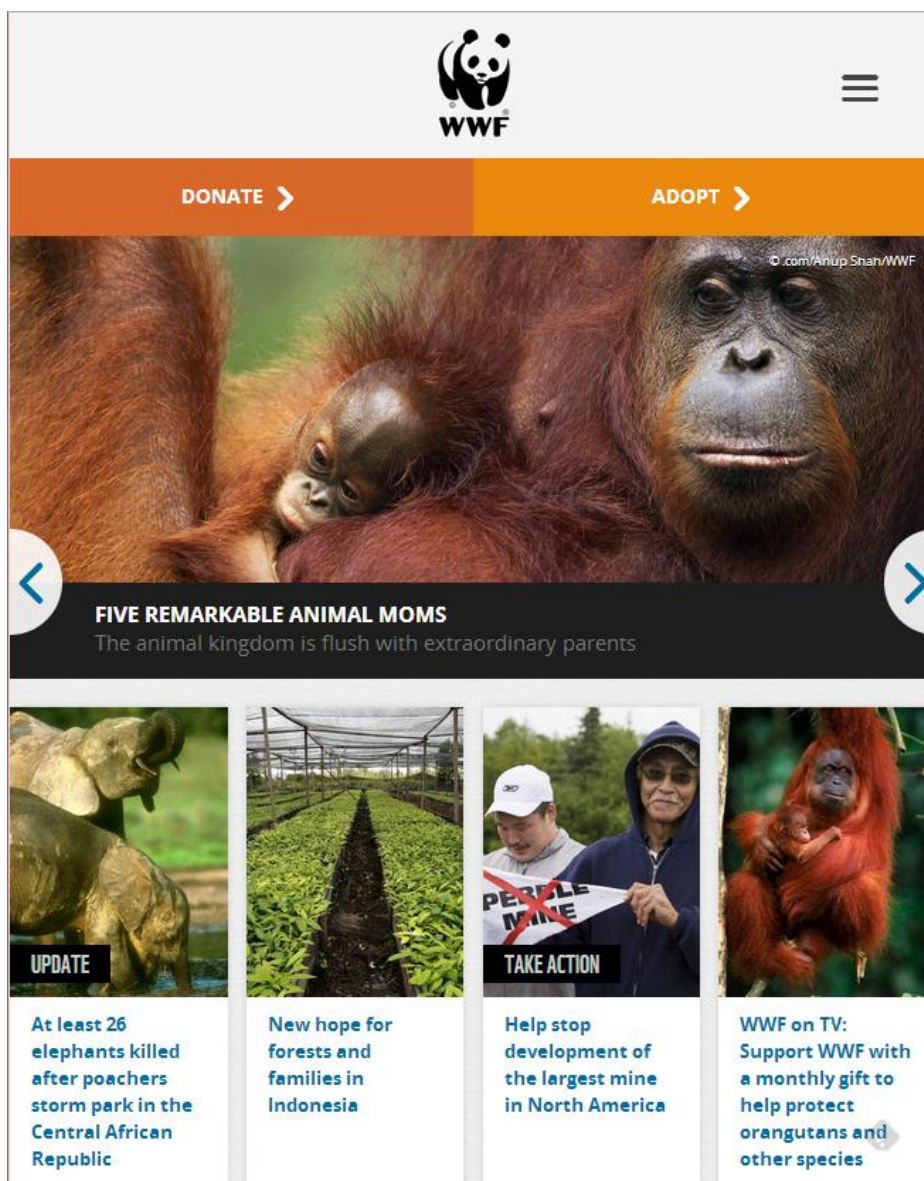 WWF
DONATE
ADOPT
© .com/Anup Shah/WWF
FIVE REMARKABLE ANIMAL MOMS
The animal kingdom is flush with extraordinary parents
UPDATE
At least 26
elephants killed
after poachers
storm park in the
Central African
Republic
New hope for
forests and
families in
Indonesia
PEBBLE
MINE
TAKE ACTION
Help stop
development of
the largest mine
in North America
WWF on TV:
Support WWF with
a monthly gift to
help protect
orangutans and
other species